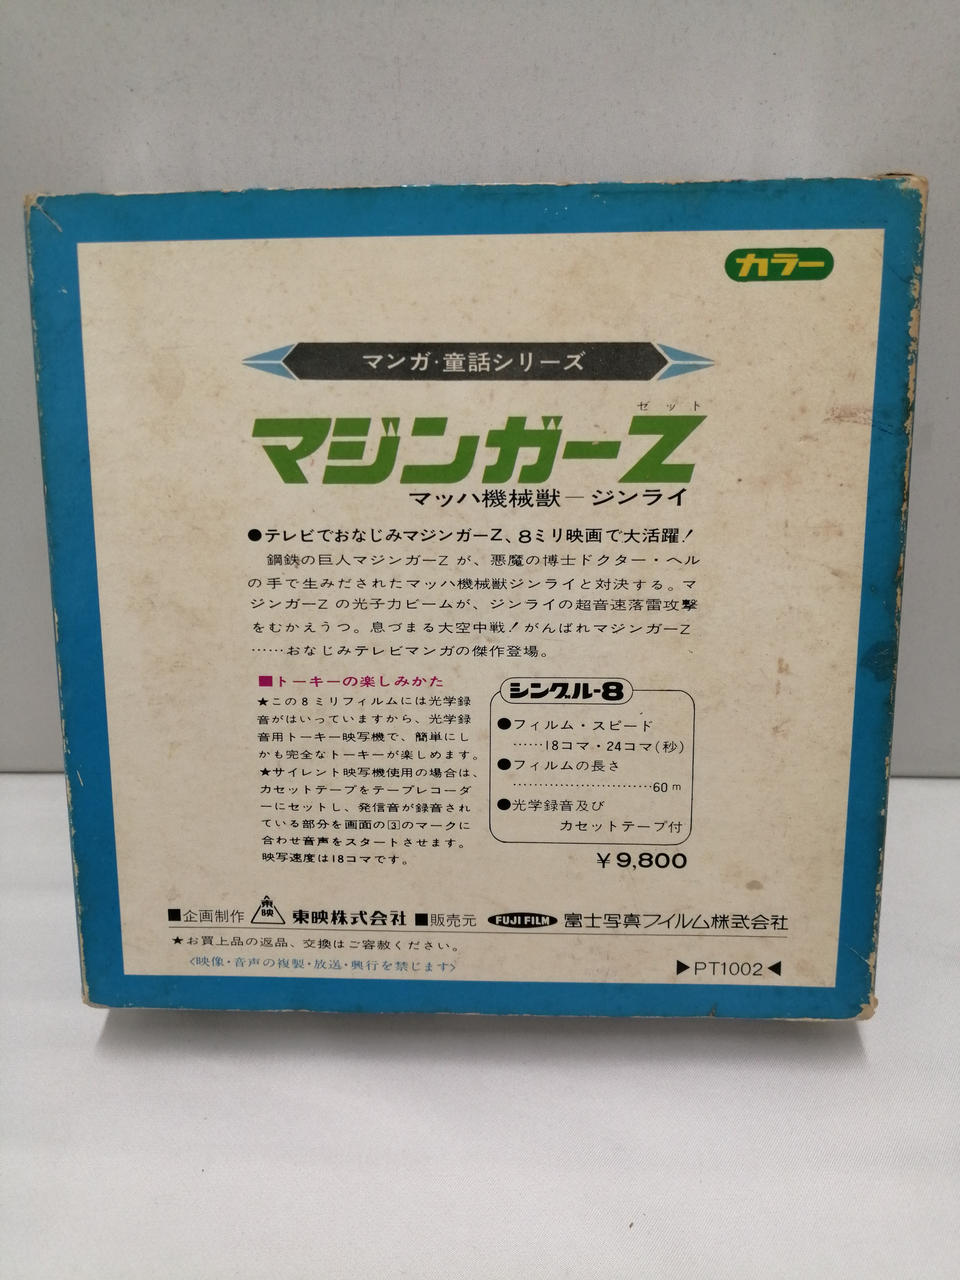 カラー
マンガ・童話シリーズ
ゼット
マジンガーZ
マッハ機械獣―ジンライ
●テレビでおなじみマジンガーZ、8ミリ映画で大活躍!
鋼鉄の巨人マジンガーZが、悪魔の博士ドクター・ヘル
の手で生みだされたマッハ機械獣ジンライと対決する。マ
ジンガーZの光子力ビームが、ジンライの超音速落雷攻撃
をむかえうつ。息づまる大空中戦!がんばれマジンガーZ
……おなじみテレビマンガの傑作登場。
■トーキーの楽しみかた
★この8ミリフィルムには光学録
音がはいっていますから、光学録
音用トーキー映写機で、簡単にし
かも完全なトーキーが楽しめます。
★サイレント映写機使用の場合は、
カセットテープをテープレコーダ
ーにセットし、発信音が録音され
ている部分を画面の3のマークに
合わせ音声をスタートさせます。
映写速度は18コマです。
シングル-8
●フィルム・スピード
……18コマ・24コマ(秒)
●フィルムの長さ
………………………60m
●光学録音及び
カセットテープ付
¥9,800
■企画制作 東映 東映株式会社 ■販売元 FUJI FILM 富士写真フイルム株式会社
★お買上品の返品、交換はご容赦ください。
〈映像・音声の複製・放送・興行を禁じます〉
▶PT1002◀